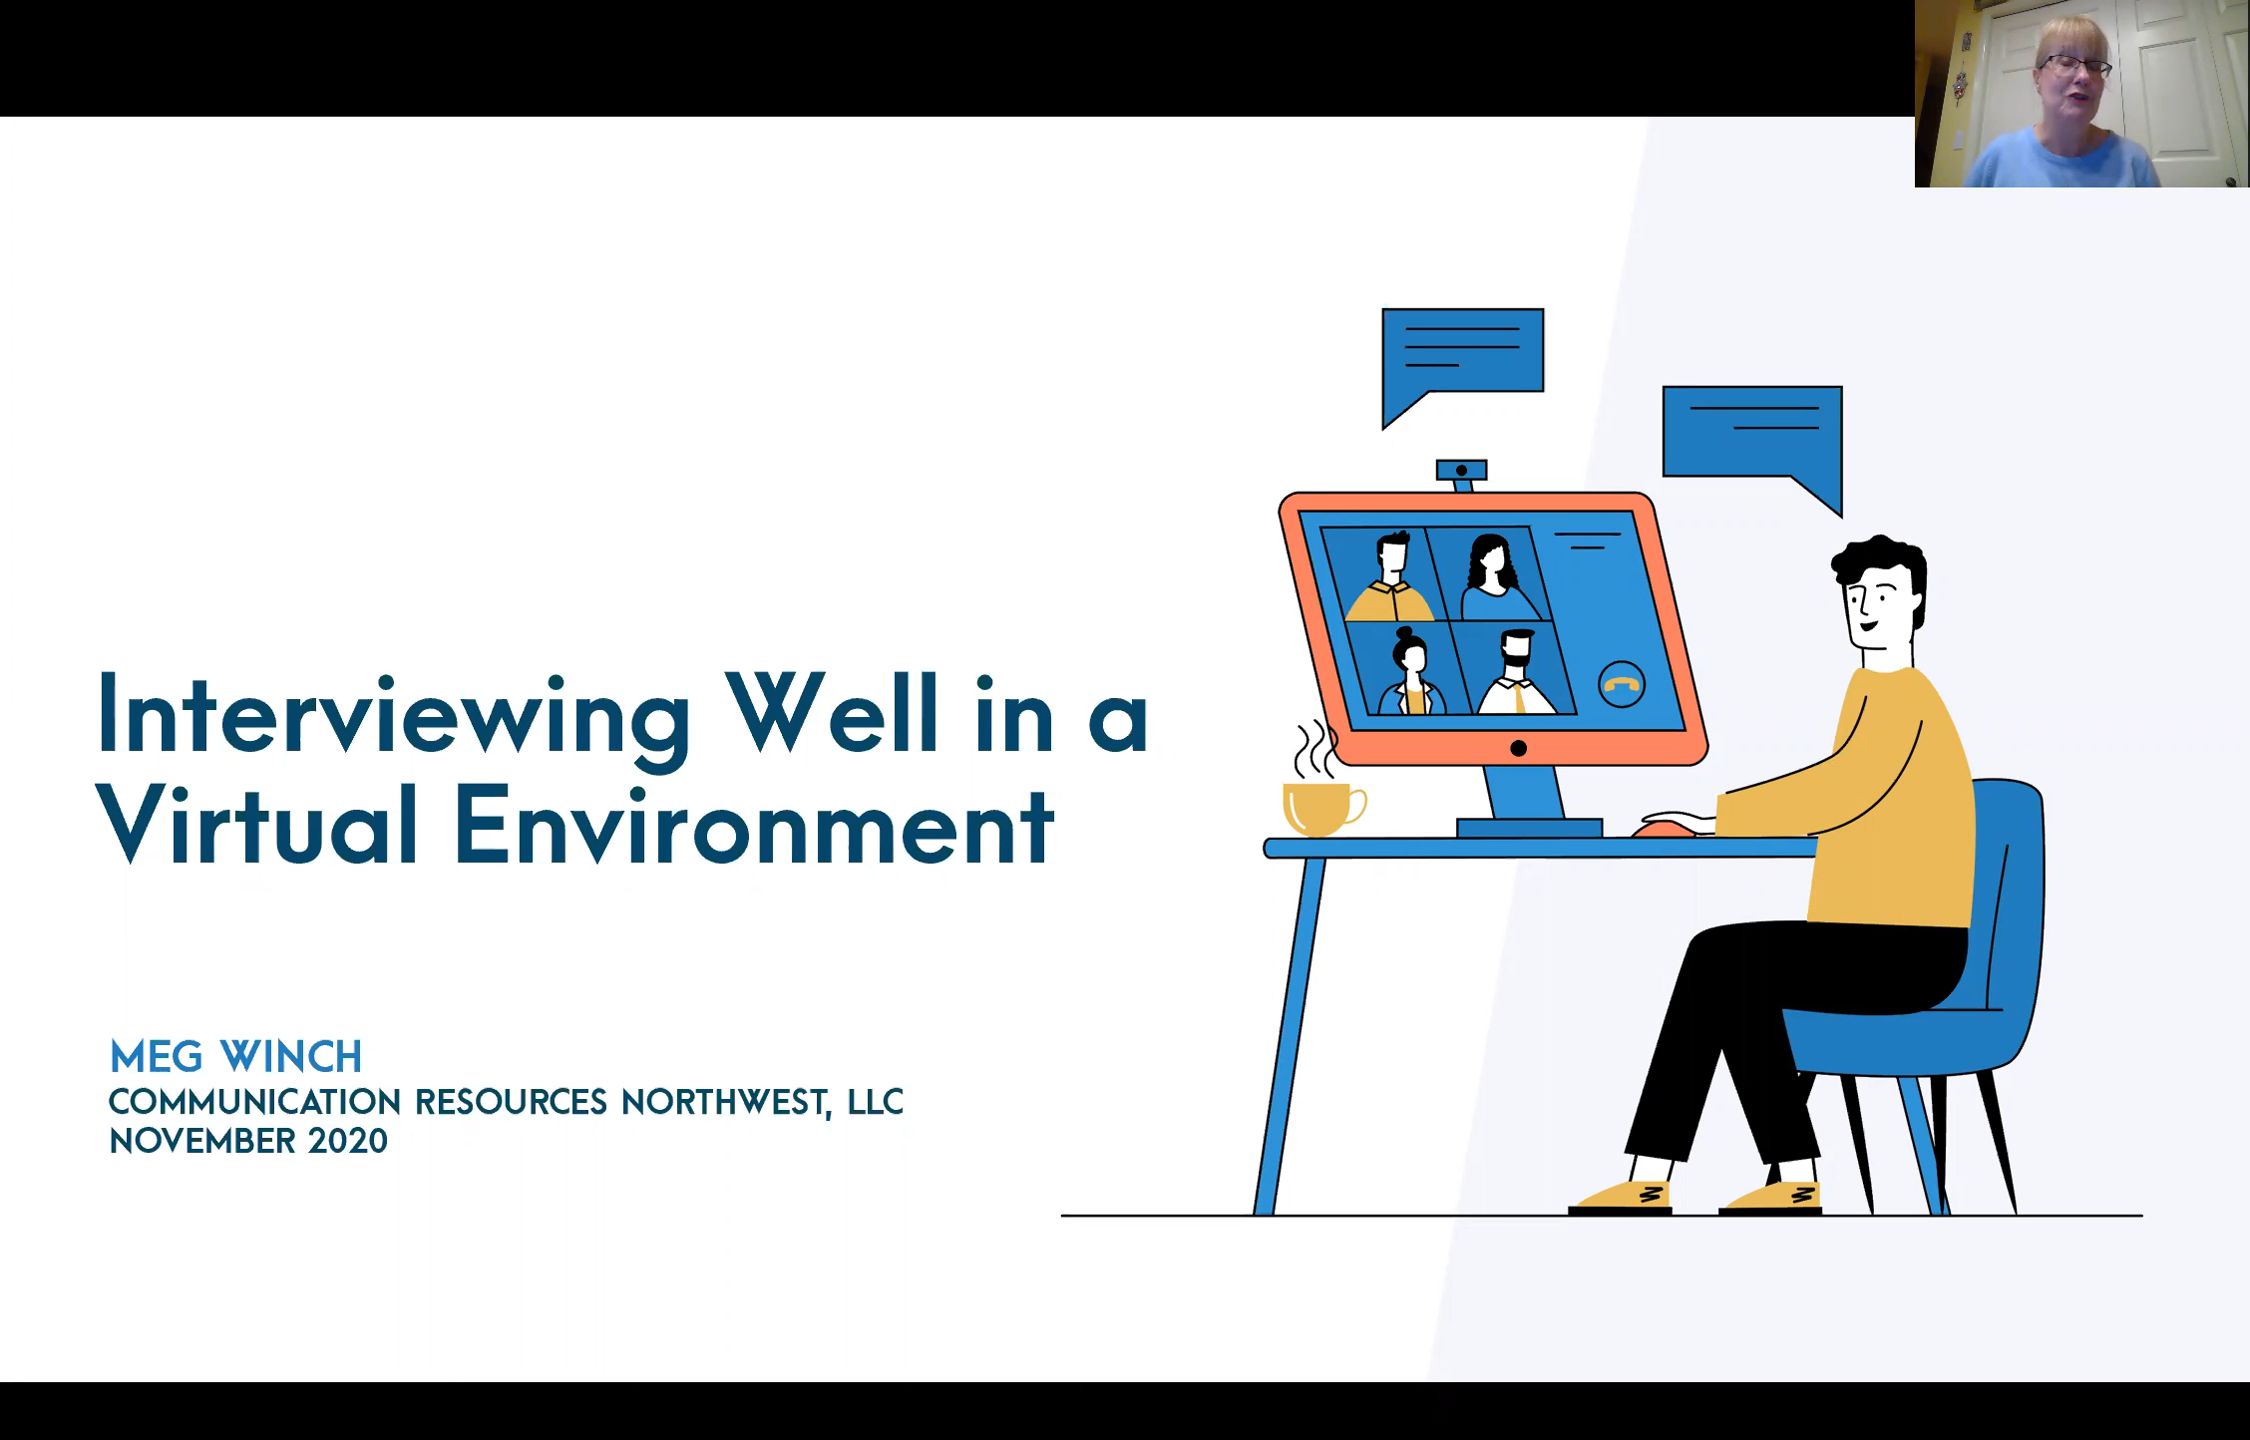 Interviewing Well in a
Virtual Environment
MEG WINCH
COMMUNICATION RESOURCES NORTHWEST, LLC
NOVEMBER 2020